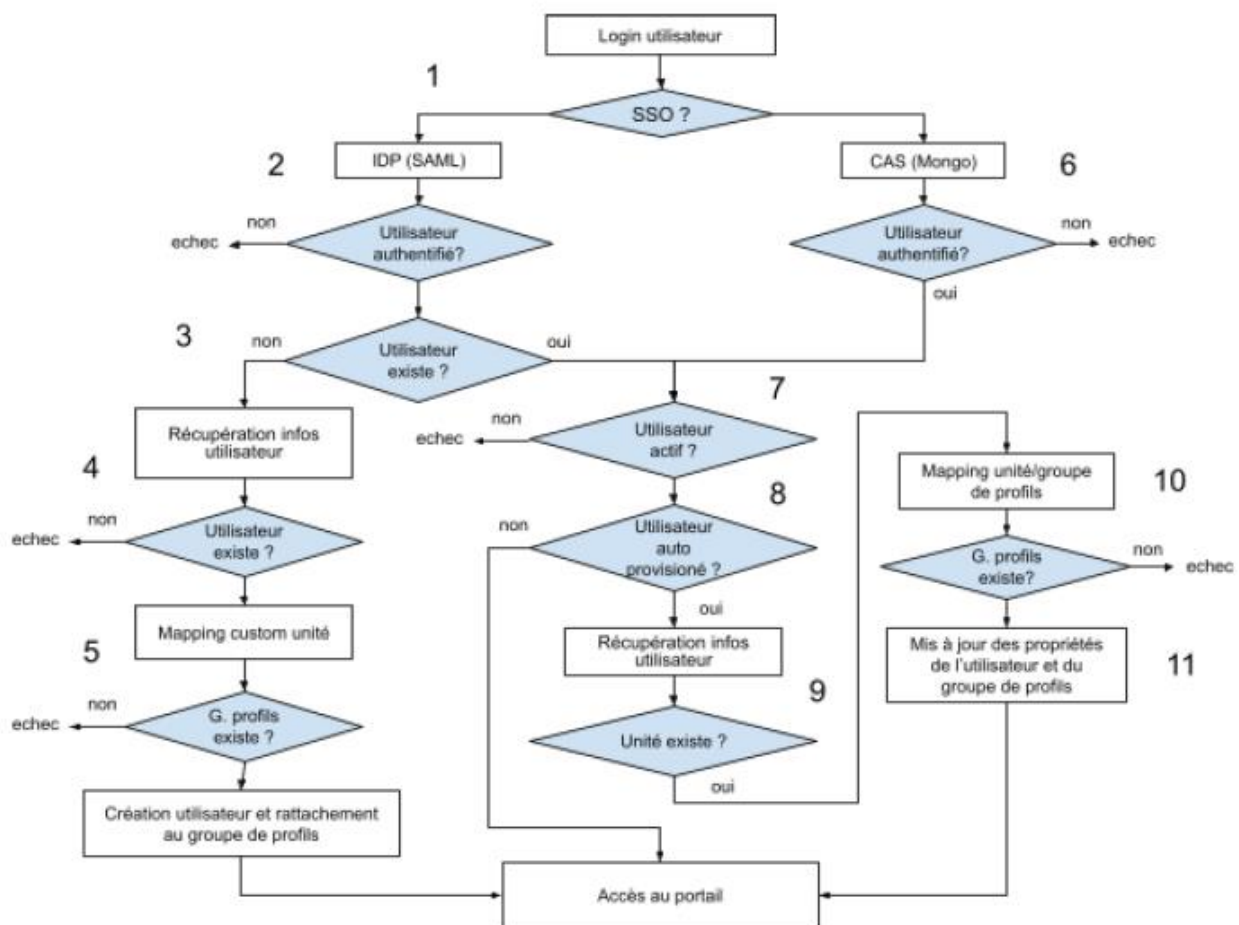 Login utilisateur
1
SSO ?
2
IDP (SAML)
CAS (Mongo)
6
non
echec
Utilisateur
authentifié?
Utilisateur
authentifié?
non
echec
oui
3
non
Utilisateur
existe ?
oui
7
Récupération infos
utilisateur
non
echec
Utilisateur
actif ?
4
8
Mapping unité/groupe
de profils
10
non
echec
Utilisateur
existe ?
non
Utilisateur
auto
provisioné ?
G. profils
existe?
non
echec
oui
Mapping custom unité
Récupération infos
utilisateur
Mis à jour des propriétés
de l'utilisateur et du
groupe de profils
11
5
9
non
echec
G. profils
existe ?
Unité existe ?
oui
Création utilisateur et rattachement
au groupe de profils
Accès au portail